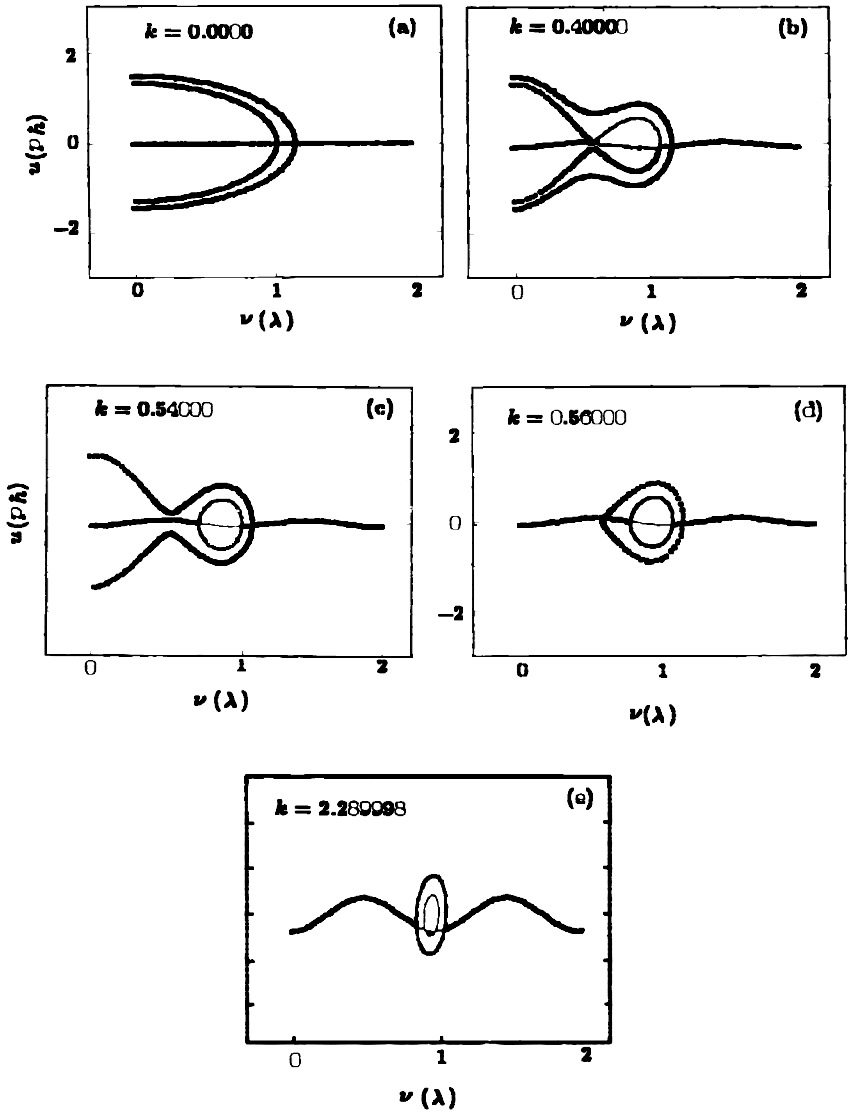 k = 0.0000 (a)
k = 0.40000 (b)
2
0
−2
u(pħ)
0 1 2
0 1 2
ν (λ)
ν (λ)
k = 0.54000 (c)
k = 0.56000 (d)
2
0
−2
u(pħ)
0 1 2
0 1 2
ν (λ)
ν(λ)
k = 2.289998 (e)
0 1 2
ν (λ)